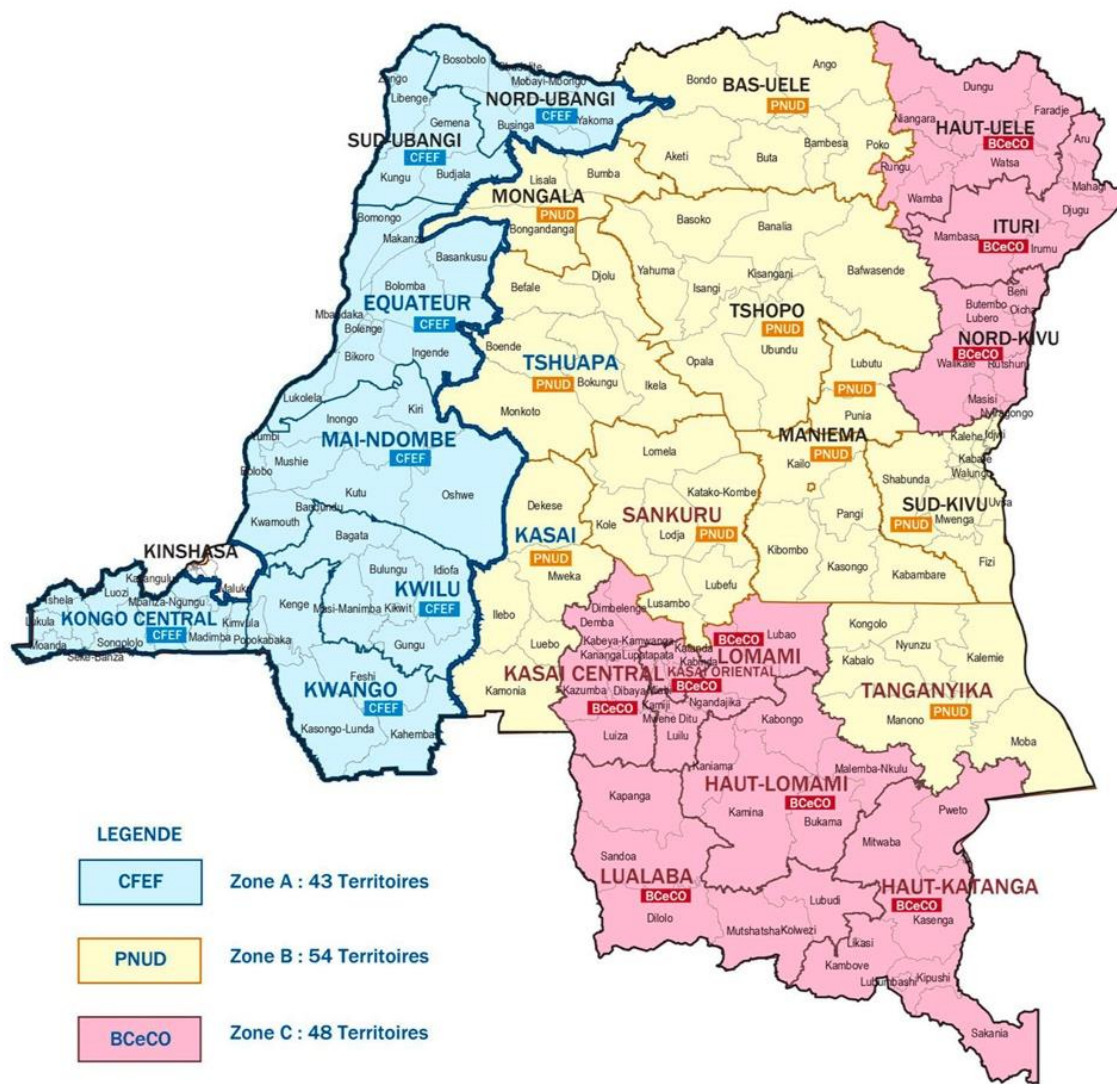 Bosobolo
Mobayi-Mbongo
Zongo
Libenge
NORD-UBANGI
CFEF
Gemena
Businga
Yakoma
SUD-UBANGI
CFEF
Kungu
Budjala
Bondo
Ango
BAS-UELE
PNUD
Bambesa
Poko
Aketi
Buta
Dungu
Faradje
Niangara
HAUT-UELE
BCeCO
Aru
Watsa
Rungu
Wamba
Mahagi
Djugu
ITURI
BCeCO
Mambasa
Irumu
Lisala
Bumba
MONGALA
PNUD
Bongandanga
Bomongo
Makanza
Basankusu
Bolomba
EQUATEUR
CFEF
Mbandaka
Bolenge
Bikoro
Ingende
Lukolela
Basoko
Banalia
Yahuma
Isangi
Kisangani
Bafwasende
TSHOPO
PNUD
Opala
Ubundu
Djolu
Befale
Boende
TSHUAPA
PNUD
Bokungu
Ikela
Monkoto
Beni
Butembo
Oicha
Lubero
NORD-KIVU
BCeCO
Walikale
Rutshuru
Masisi
Nyiragongo
Lubutu
PNUD
Punia
MANIEMA
PNUD
Kailo
Pangi
Kibombo
Kasongo
Kabambare
Kalehe
Idjwi
Kabare
Walungu
Shabunda
Uvira
SUD-KIVU
PNUD
Mwenga
Fizi
Kiri
Inongo
MAI-NDOMBE
CFEF
Yumbi
Bolobo
Mushie
Kutu
Oshwe
Bandundu
Kwamouth
Lomela
Katako-Kombe
SANKURU
PNUD
Kole
Lodja
Lubefu
Lusambo
Dekese
KASAI
PNUD
Mweka
Ilebo
Luebo
Kamonia
KINSHASA
Maluku
Bagata
Bulungu
Idiofa
KWILU
CFEF
Masi-Manimba
Kikwit
Gungu
Kasangulu
Luozi
Tshela
Mbanza-Ngungu
Lukula
KONGO CENTRAL
CFEF
Kimvula
Moanda
Songololo
Madimba
Seke-Banza
Kenge
Popokabaka
Feshi
KWANGO
CFEF
Kasongo-Lunda
Kahemba
Dimbelenge
Demba
Kabeya-Kamwanga
Kananga
Lupatapata
KASAI CENTRAL
BCeCO
Kazumba
Dibaya
Luiza
Katanda
Kabinda
KASAI ORIENTAL
BCeCO
Miabi
BCeCO
Lubao
LOMAMI
Ngandajika
Kamiji
Mwene Ditu
Luilu
Kongolo
Nyunzu
Kabalo
Kalemie
TANGANYIKA
PNUD
Manono
Moba
Kabongo
Kaniama
Malemba-Nkulu
HAUT-LOMAMI
BCeCO
Kamina
Bukama
Kapanga
Sandoa
LUALABA
BCeCO
Dilolo
Mutshatsha
Kolwezi
Lubudi
Pweto
Mitwaba
HAUT-KATANGA
BCeCO
Kasenga
Likasi
Kambove
Lubumbashi
Kipushi
Sakania
LEGENDE
CFEF
Zone A : 43 Territoires
PNUD
Zone B : 54 Territoires
BCeCO
Zone C : 48 Territoires